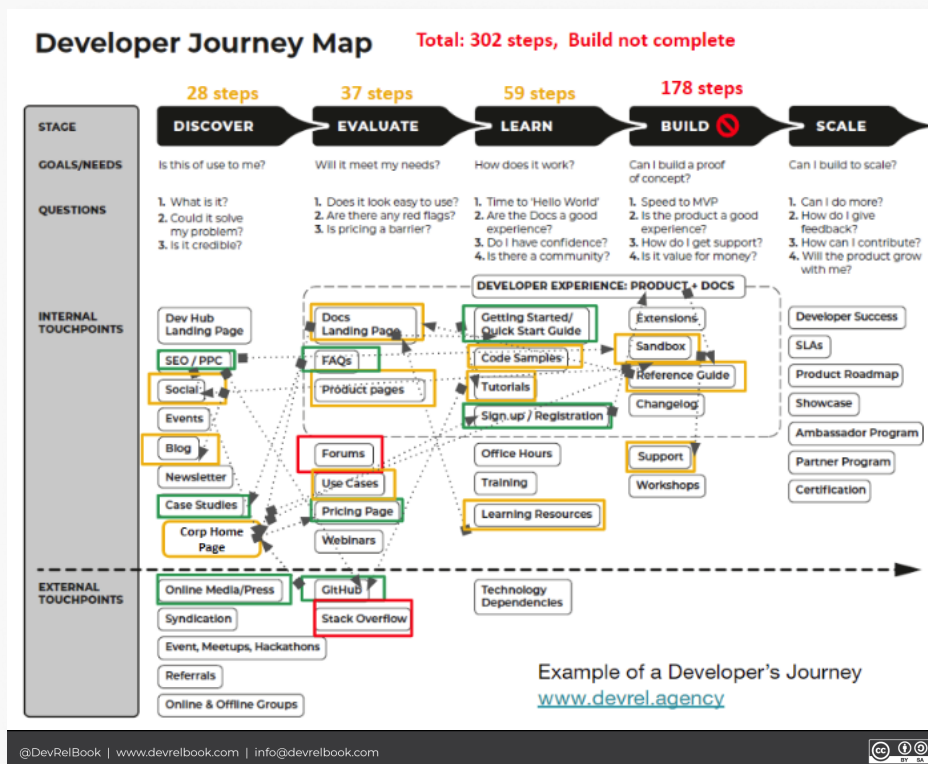 Developer Journey Map
Total: 302 steps, Build not complete
28 steps
37 steps
59 steps
178 steps
STAGE
DISCOVER
EVALUATE
LEARN
BUILD
SCALE
GOALS/NEEDS
Is this of use to me?
Will it meet my needs?
How does it work?
Can I build a proof
of concept?
Can I build to scale?
QUESTIONS
1. What is it?
2. Could it solve
my problem?
3. Is it credible?
1. Does it look easy to use?
2. Are there any red flags?
3. Is pricing a barrier?
1. Time to 'Hello World'
2. Are the Docs a good
experience?
3. Do I have confidence?
4. Is there a community?
1. Speed to MVP
2. Is the product a good
experience?
3. How do I get support?
4. Is it value for money?
1. Can I do more?
2. How do I give
feedback?
3. How can I contribute?
4. Will the product grow
with me?
DEVELOPER EXPERIENCE: PRODUCT + DOCS
INTERNAL
TOUCHPOINTS
Dev Hub
Landing Page
SEO / PPC
Social
Events
Blog
Newsletter
Case Studies
Corp Home
Page
Docs
Landing Page
FAQs
Product pages
Forums
Use Cases
Pricing Page
Webinars
Getting Started/
Quick Start Guide
Code Samples
Tutorials
Sign up / Registration
Office Hours
Training
Learning Resources
Extensions
Sandbox
Reference Guide
Changelog
Support
Workshops
Developer Success
SLAs
Product Roadmap
Showcase
Ambassador Program
Partner Program
Certification
EXTERNAL
TOUCHPOINTS
Online Media/Press
Syndication
Event, Meetups, Hackathons
Referrals
Online & Offline Groups
GitHub
Stack Overflow
Technology
Dependencies
Example of a Developer's Journey
www.devrel.agency
@DevRelBook | www.devrelbook.com | info@devrelbook.com
cc
BY SA